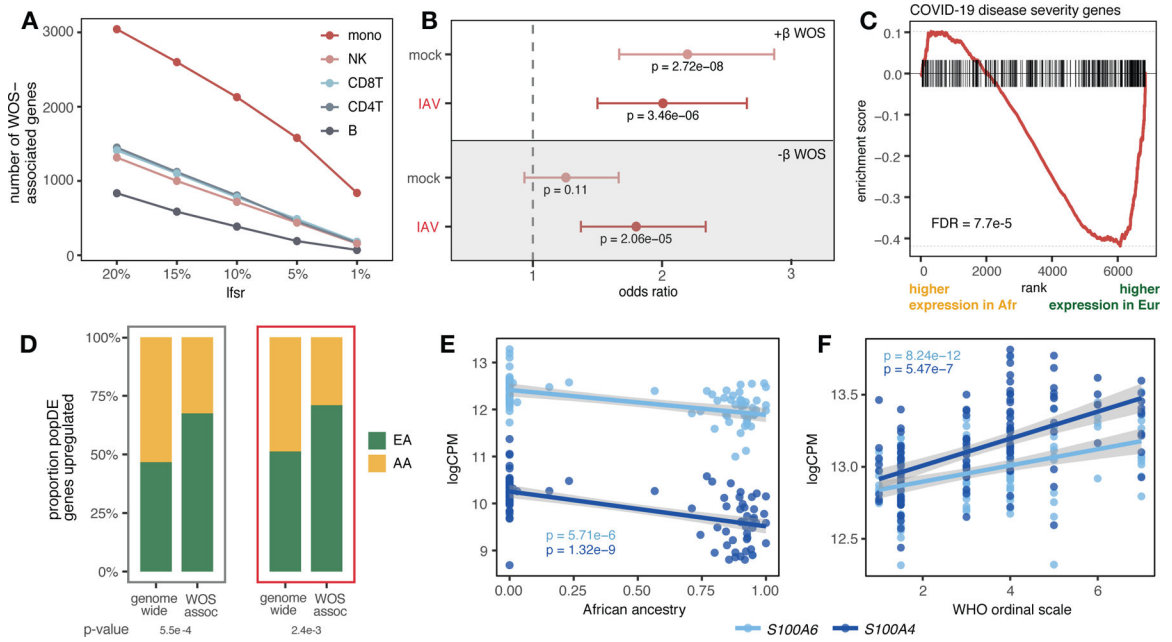 A
number of WOS−
associated genes
3000
2000
1000
0
mono
NK
CD8T
CD4T
B
20%
15%
10%
5%
1%
lfsr
B
+β WOS
mock
p = 2.72e−08
IAV
p = 3.46e−06
-β WOS
mock
p = 0.11
IAV
p = 2.06e−05
1
2
3
odds ratio
C
COVID-19 disease severity genes
enrichment score
0.1
0.0
−0.1
−0.2
−0.3
−0.4
FDR = 7.7e-5
0
2000
4000
6000
rank
higher
expression in Afr
higher
expression in Eur
D
proportion popDE
genes upregulated
100%
75%
50%
25%
0%
EA
AA
genome
wide
WOS
assoc
genome
wide
WOS
assoc
p-value
5.5e-4
2.4e-3
E
logCPM
13
12
11
10
9
p = 5.71e-6
p = 1.32e-9
0.00
0.25
0.50
0.75
1.00
African ancestry
F
logCPM
13.5
13.0
12.5
p = 8.24e-12
p = 5.47e-7
2
4
6
WHO ordinal scale
S100A6
S100A4